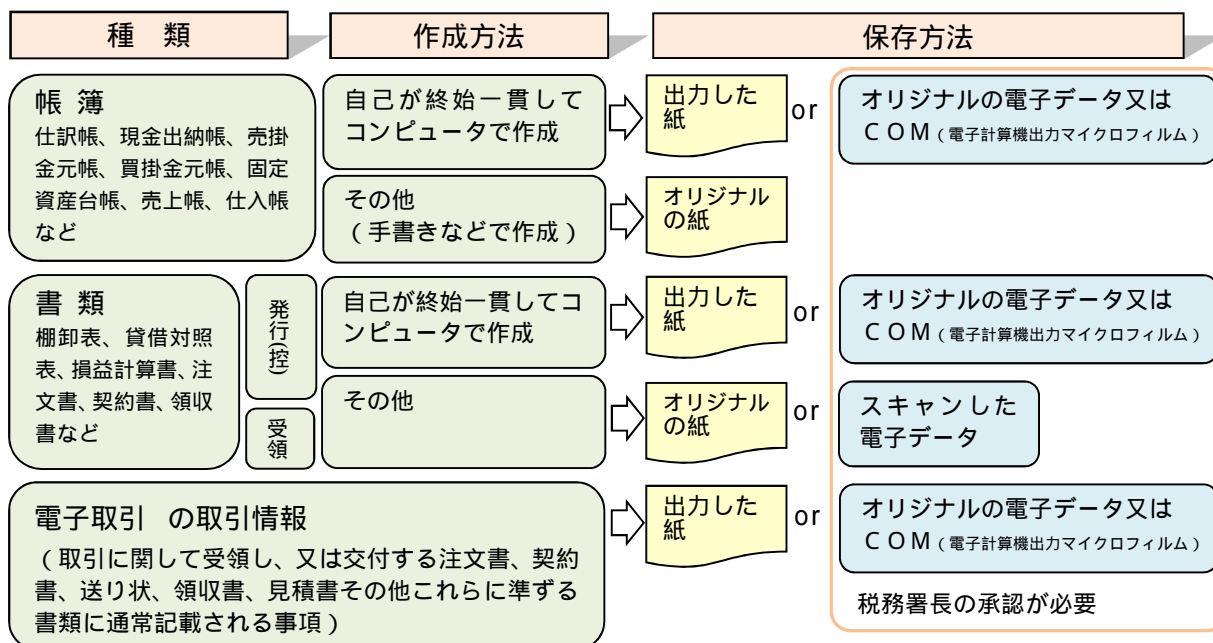 種　類
作成方法
保存方法
帳 簿
仕訳帳、現金出納帳、売掛
金元帳、買掛金元帳、固定
資産台帳、売上帳、仕入帳
など
自己が終始一貫して
コンピュータで作成
出力した
紙
or
オリジナルの電子データ又は
ＣＯＭ（電子計算機出力マイクロフィルム）
その他
（手書きなどで作成）
オリジナル
の紙
書 類
棚卸表、貸借対照
表、損益計算書、注
文書、契約書、領収
書など
発行(控)
受領
自己が終始一貫してコ
ンピュータで作成
出力した
紙
or
オリジナルの電子データ又は
ＣＯＭ（電子計算機出力マイクロフィルム）
その他
オリジナル
の紙
or
スキャンした
電子データ
電子取引　の取引情報
（取引に関して受領し、又は交付する注文書、契約
書、送り状、領収書、見積書その他これらに準ずる
書類に通常記載される事項）
出力した
紙
or
オリジナルの電子データ又は
ＣＯＭ（電子計算機出力マイクロフィルム）
税務署長の承認が必要